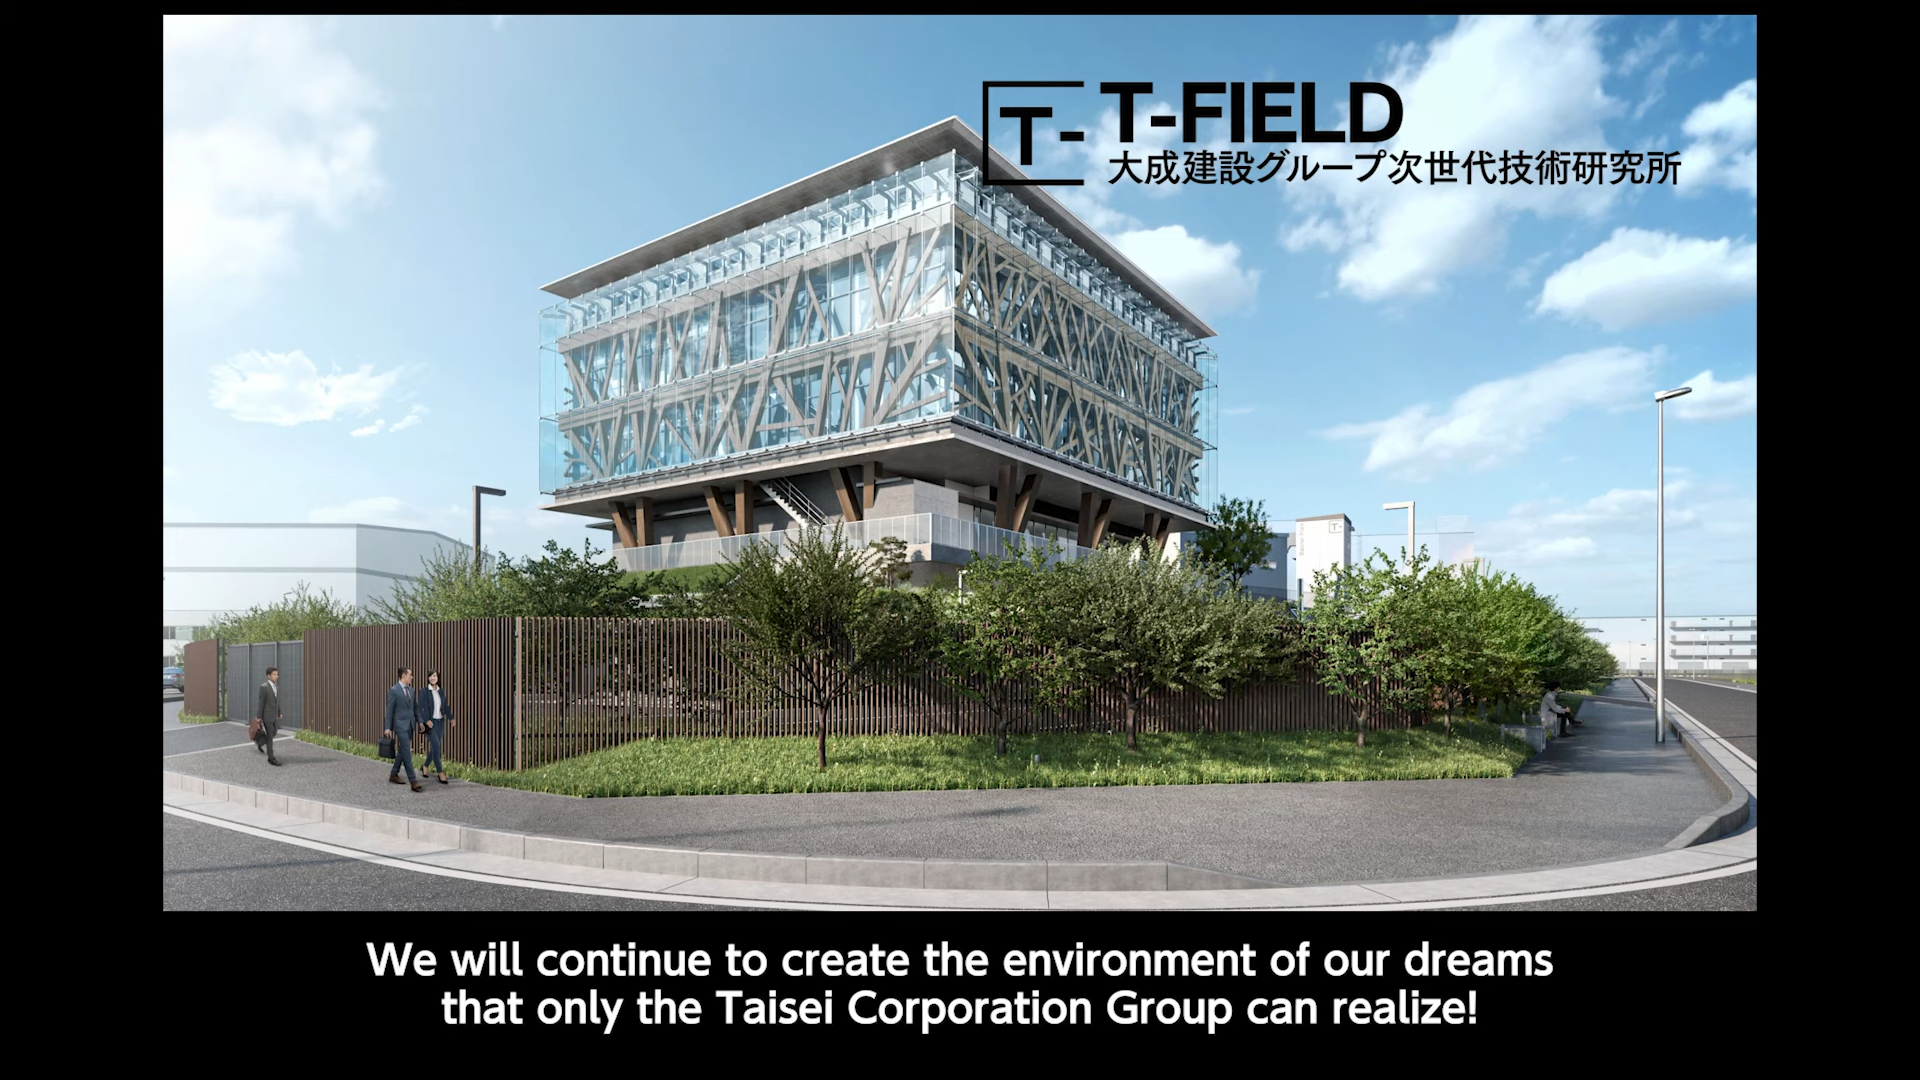 T-
T-FIELD
大成建設グループ次世代技術研究所
T-
We will continue to create the environment of our dreams
that only the Taisei Corporation Group can realize!